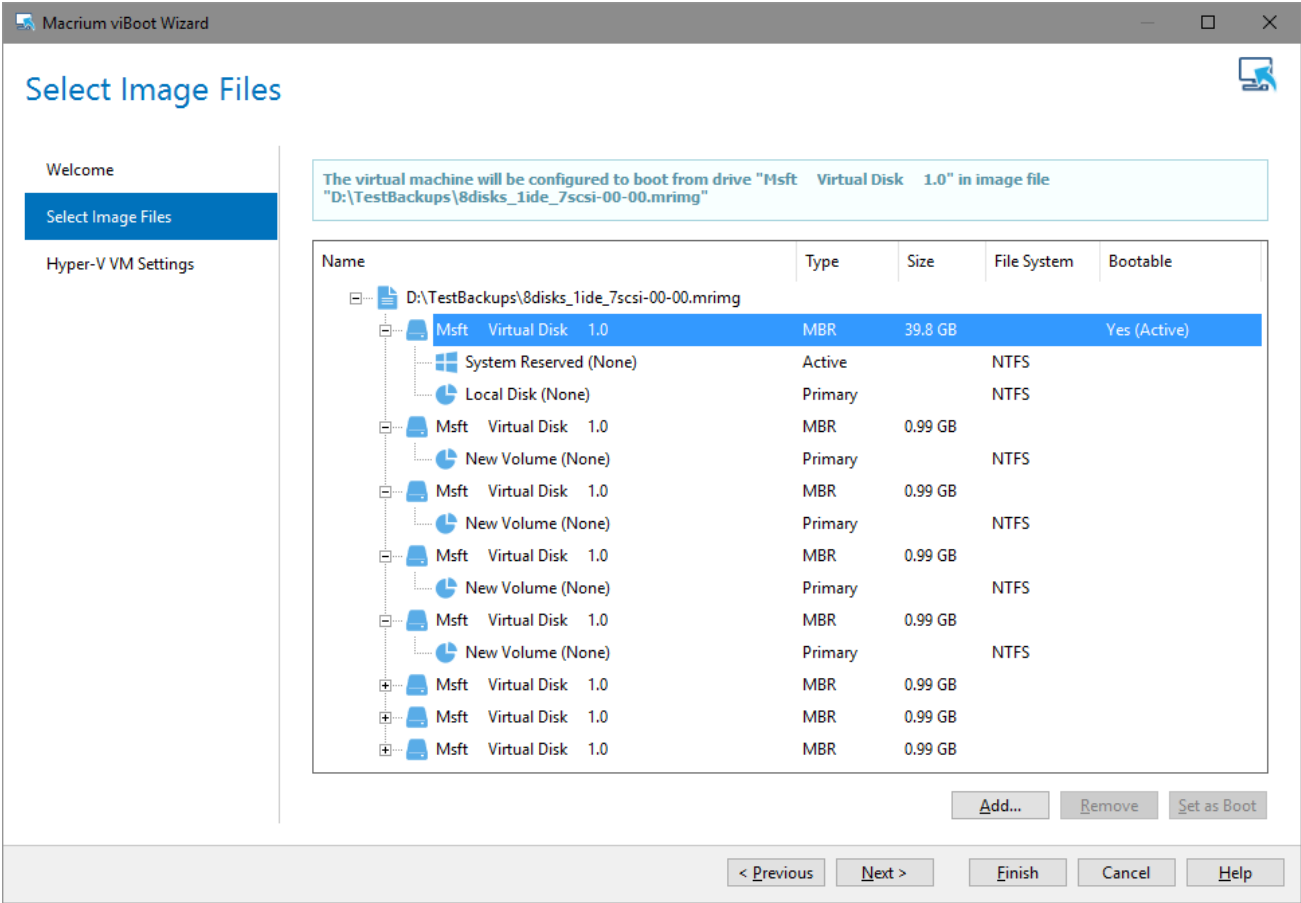 Macrium viBoot Wizard
Select Image Files
Welcome
Select Image Files
Hyper-V VM Settings
The virtual machine will be configured to boot from drive "Msft Virtual Disk 1.0" in image file
"D:\TestBackups\8disks_1ide_7scsi-00-00.mrimg"
Name Type Size File System Bootable
D:\TestBackups\8disks_1ide_7scsi-00-00.mrimg
Msft Virtual Disk 1.0 MBR 39.8 GB Yes (Active)
System Reserved (None) Active NTFS
Local Disk (None) Primary NTFS
Msft Virtual Disk 1.0 MBR 0.99 GB
New Volume (None) Primary NTFS
Msft Virtual Disk 1.0 MBR 0.99 GB
New Volume (None) Primary NTFS
Msft Virtual Disk 1.0 MBR 0.99 GB
New Volume (None) Primary NTFS
Msft Virtual Disk 1.0 MBR 0.99 GB
New Volume (None) Primary NTFS
Msft Virtual Disk 1.0 MBR 0.99 GB
Msft Virtual Disk 1.0 MBR 0.99 GB
Msft Virtual Disk 1.0 MBR 0.99 GB
Add... Remove Set as Boot
< Previous Next > Finish Cancel Help